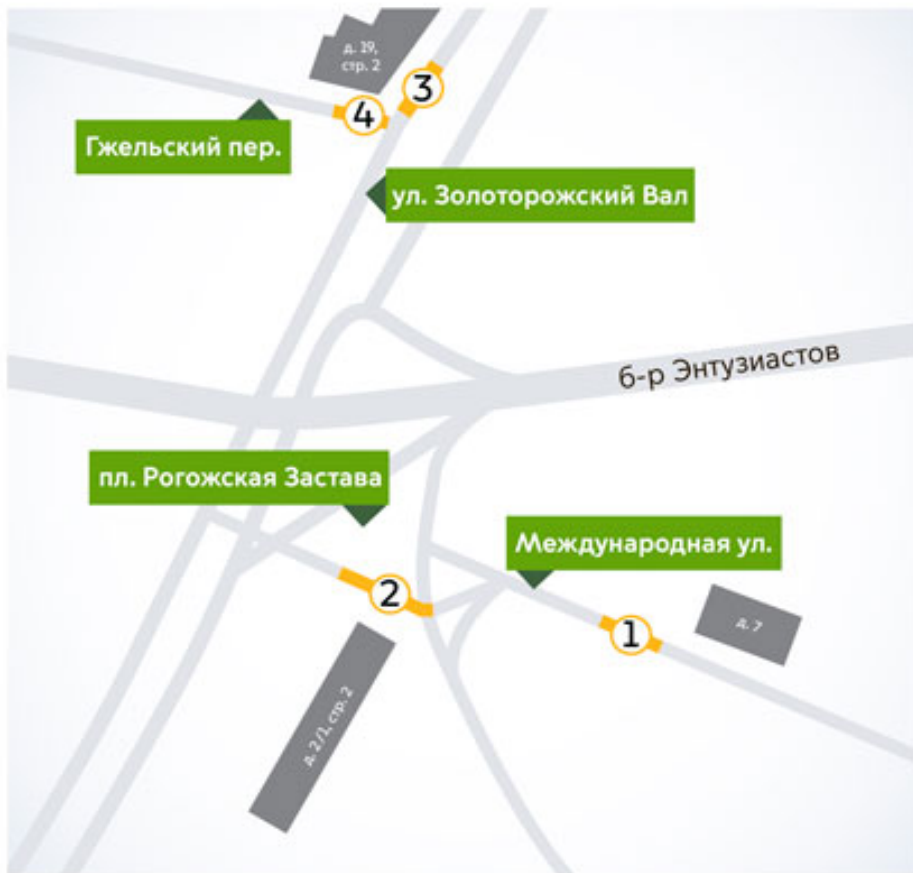 д. 19,
стр. 2
3
4
Гжельский пер.
ул. Золоторожский Вал
б-р Энтузиастов
пл. Рогожская Застава
Международная ул.
2
1
д. 7
д. 2/1, стр. 2